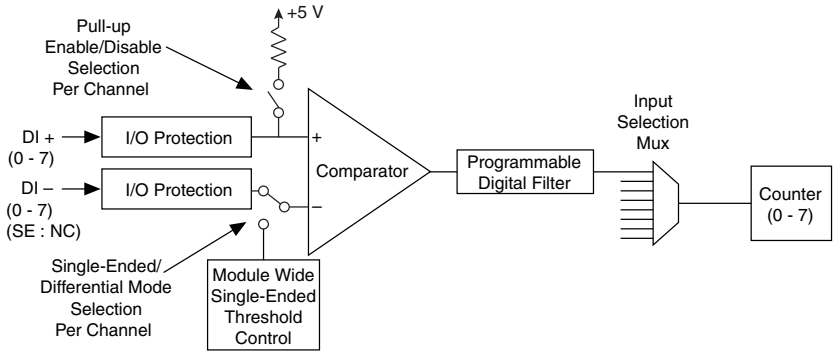 +5 V
Pull-up
Enable/Disable
Selection
Per Channel
DI +
(0 - 7)
I/O Protection
+
Comparator
DI –
(0 - 7)
(SE : NC)
I/O Protection
–
Single-Ended/
Differential Mode
Selection
Per Channel
Module Wide
Single-Ended
Threshold
Control
Programmable
Digital Filter
Input
Selection
Mux
Counter
(0 - 7)